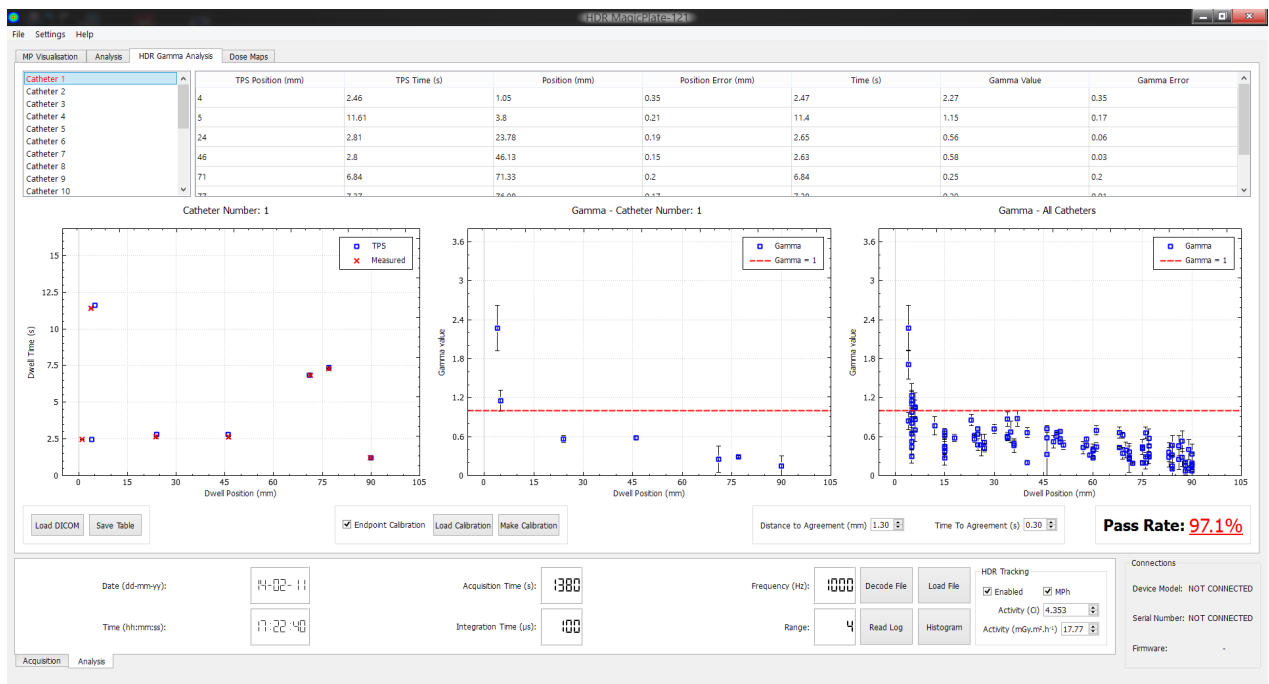 HDR MagicPlate-121
File Settings Help
MP Visualisation Analysis HDR Gamma Analysis Dose Maps
Catheter 1
Catheter 2
Catheter 3
Catheter 4
Catheter 5
Catheter 6
Catheter 7
Catheter 8
Catheter 9
Catheter 10
TPS Position (mm) TPS Time (s) Position (mm) Position Error (mm) Time (s) Gamma Value Gamma Error
4 2.46 1.05 0.35 2.47 2.27 0.35
5 11.61 3.8 0.21 11.4 1.15 0.17
24 2.81 23.78 0.19 2.65 0.56 0.06
46 2.8 46.13 0.15 2.63 0.58 0.03
71 6.84 71.33 0.2 6.84 0.25 0.2
Catheter Number: 1
TPS
Measured
15
12.5
10
7.5
5
2.5
0
Dwell Time (s)
0 15 30 45 60 75 90 105
Dwell Position (mm)
Gamma - Catheter Number: 1
Gamma
Gamma = 1
3.6
3
2.4
1.8
1.2
0.6
0
Gamma Value
0 15 30 45 60 75 90 105
Dwell Position (mm)
Gamma - All Catheters
Gamma
Gamma = 1
3.6
3
2.4
1.8
1.2
0.6
0
Gamma Value
0 15 30 45 60 75 90 105
Dwell Position (mm)
Load DICOM Save Table
Endpoint Calibration Load Calibration Make Calibration
Distance to Agreement (mm) 1.30 Time To Agreement (s) 0.30
Pass Rate: 97.1%
Date (dd-mm-yy): 14-02-11
Time (hh:mm:ss): 17:22:40
Acquisition Time (s): 1380
Integration Time (µs): 100
Frequency (Hz): 1000
Range: 4
Decode File Load File
Read Log Histogram
HDR Tracking
Enabled MPh
Activity (Ci) 4.353
Activity (mGy.m².h⁻¹) 17.77
Connections
Device Model: NOT CONNECTED
Serial Number: NOT CONNECTED
Firmware: -
Acquisition Analysis